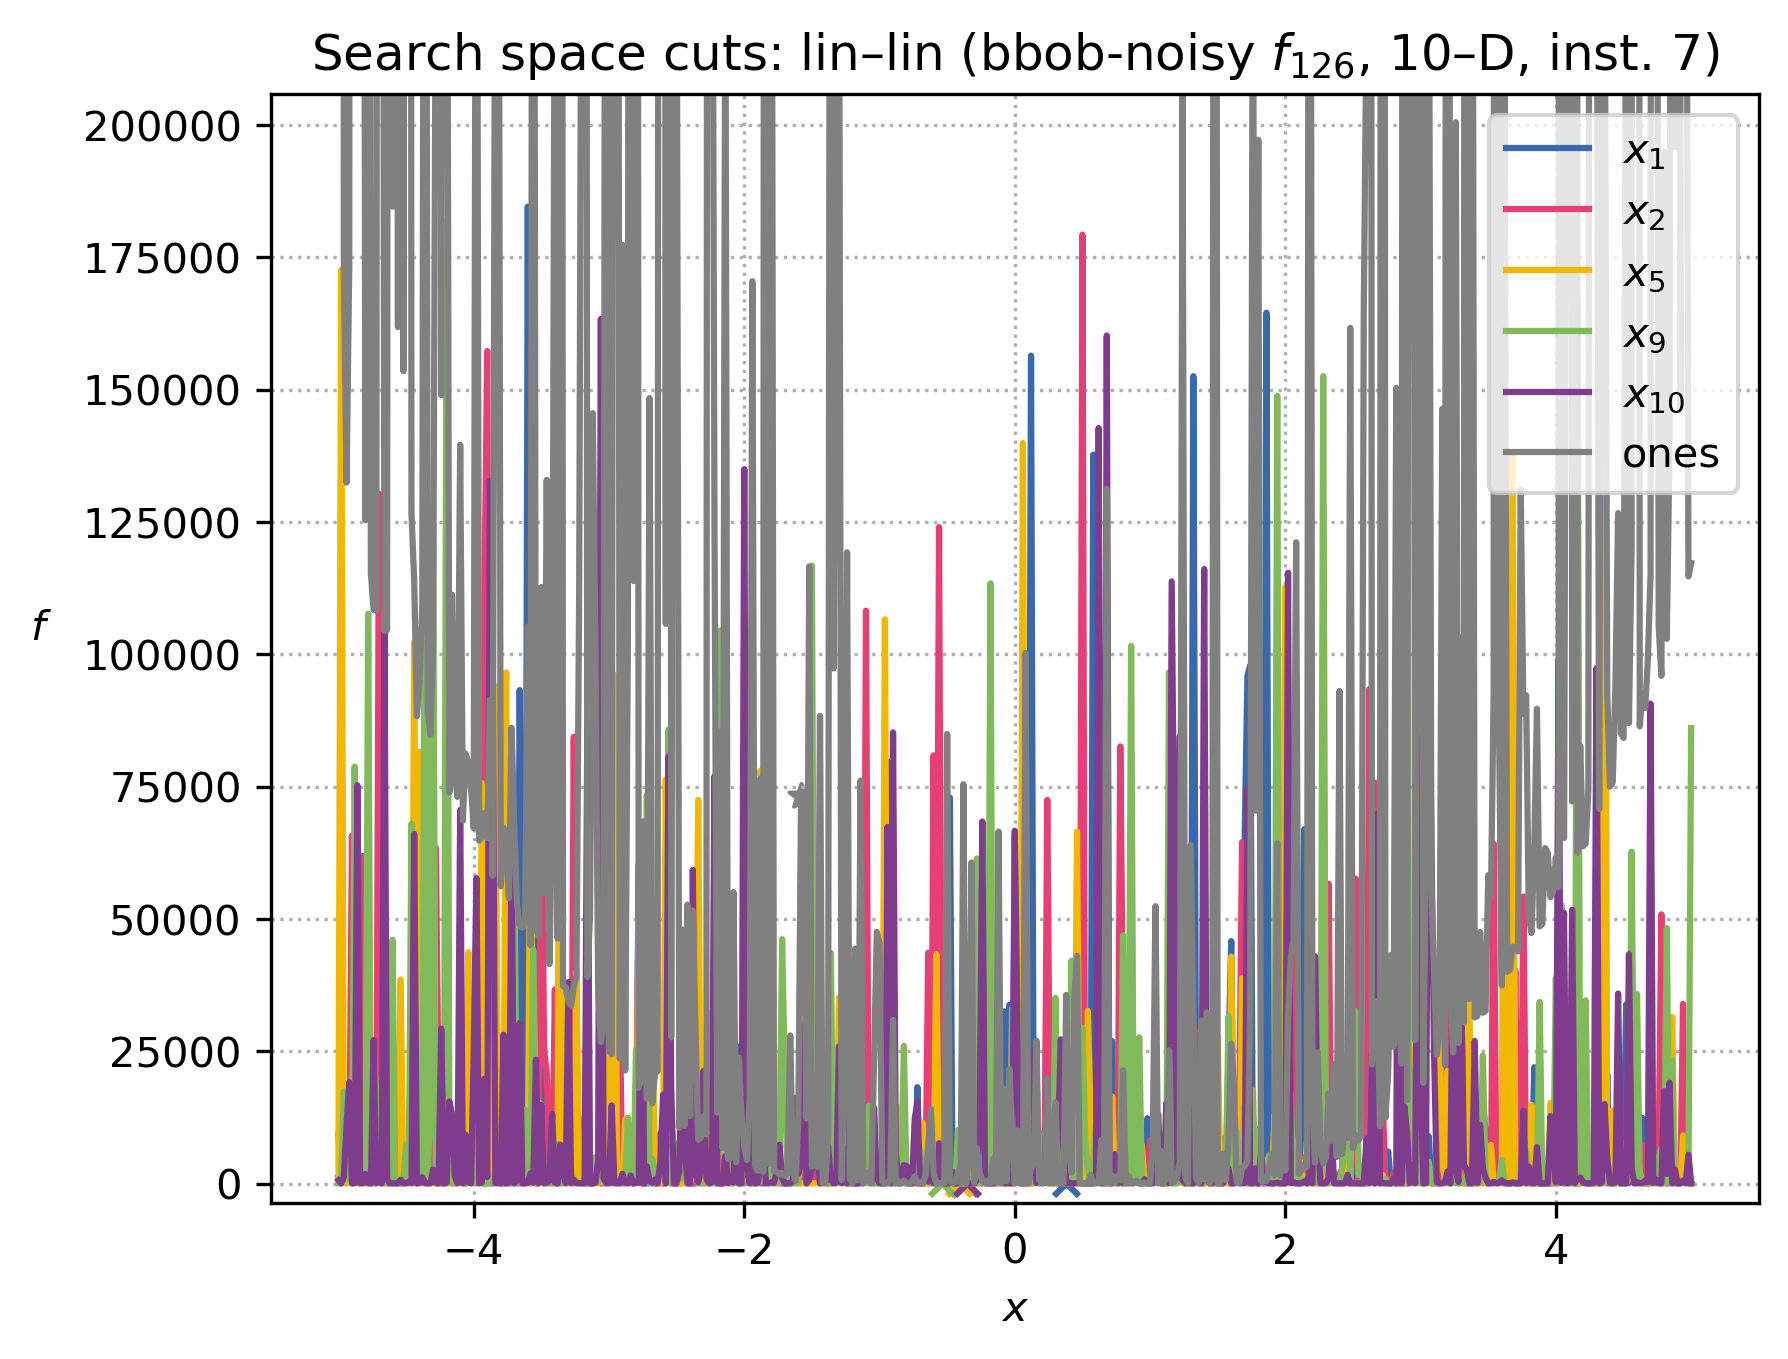 Search space cuts: lin–lin (bbob-noisy f₁₂₆, 10–D, inst. 7)
200000
175000
150000
125000
100000
75000
50000
25000
0
f
x₁
x₂
x₅
x₉
x₁₀
ones
−4
−2
0
2
4
x